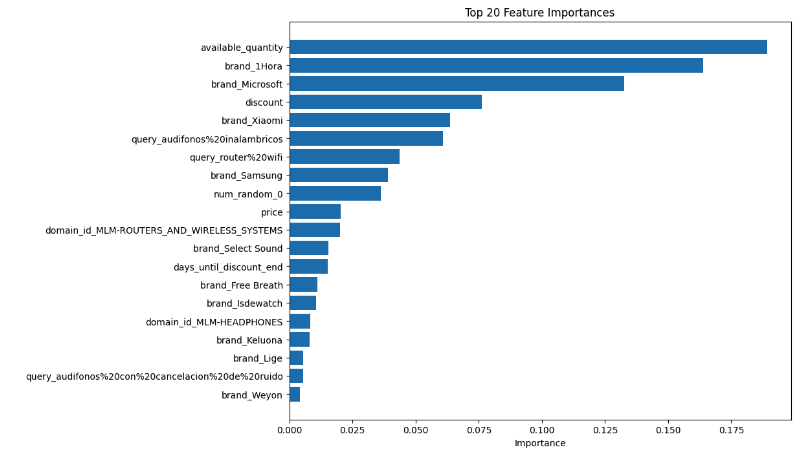 Top 20 Feature Importances
available_quantity
brand_1Hora
brand_Microsoft
discount
brand_Xiaomi
query_audifonos%20inalambricos
query_router%20wifi
brand_Samsung
num_random_0
price
domain_id_MLM-ROUTERS_AND_WIRELESS_SYSTEMS
brand_Select Sound
days_until_discount_end
brand_Free Breath
brand_Isdewatch
domain_id_MLM-HEADPHONES
brand_Keluona
brand_Lige
query_audifonos%20con%20cancelacion%20de%20ruido
brand_Weyon
0.000 0.025 0.050 0.075 0.100 0.125 0.150 0.175
Importance